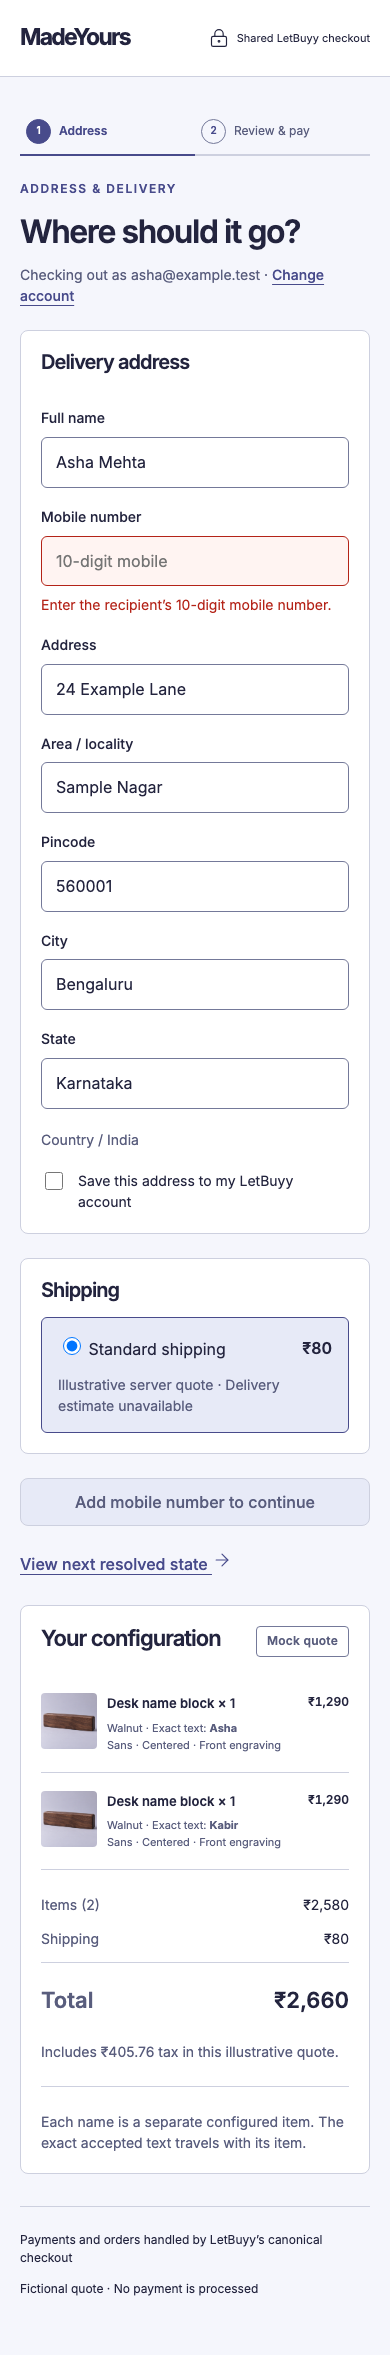 MadeYours
Shared LetBuyy checkout
1 Address
2 Review & pay
ADDRESS & DELIVERY
Where should it go?
Checking out as asha@example.test · Change
account
Delivery address
Full name
Asha Mehta
Mobile number
10-digit mobile
Enter the recipient’s 10-digit mobile number.
Address
24 Example Lane
Area / locality
Sample Nagar
Pincode
560001
City
Bengaluru
State
Karnataka
Country / India
Save this address to my LetBuyy
account
Shipping
Standard shipping ₹80
Illustrative server quote · Delivery
estimate unavailable
Add mobile number to continue
View next resolved state →
Your configuration
Mock quote
Desk name block × 1 ₹1,290
Walnut · Exact text: Asha
Sans · Centered · Front engraving
Desk name block × 1 ₹1,290
Walnut · Exact text: Kabir
Sans · Centered · Front engraving
Items (2) ₹2,580
Shipping ₹80
Total ₹2,660
Includes ₹405.76 tax in this illustrative quote.
Each name is a separate configured item. The
exact accepted text travels with its item.
Payments and orders handled by LetBuyy’s canonical
checkout
Fictional quote · No payment is processed